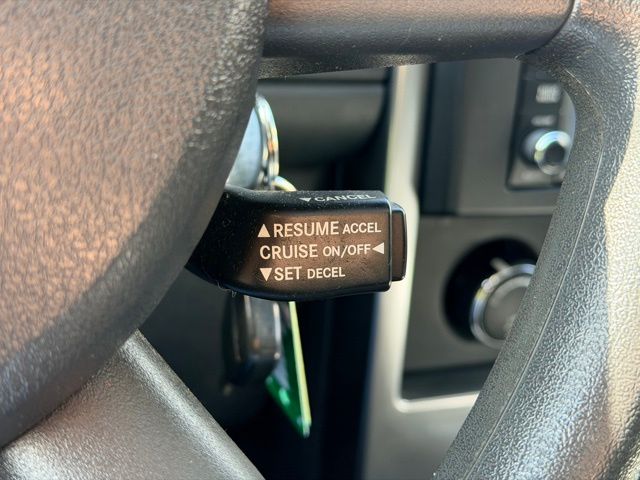 ▼CANCEL
▲RESUME ACCEL
CRUISE ON/OFF◀
▼SET DECEL